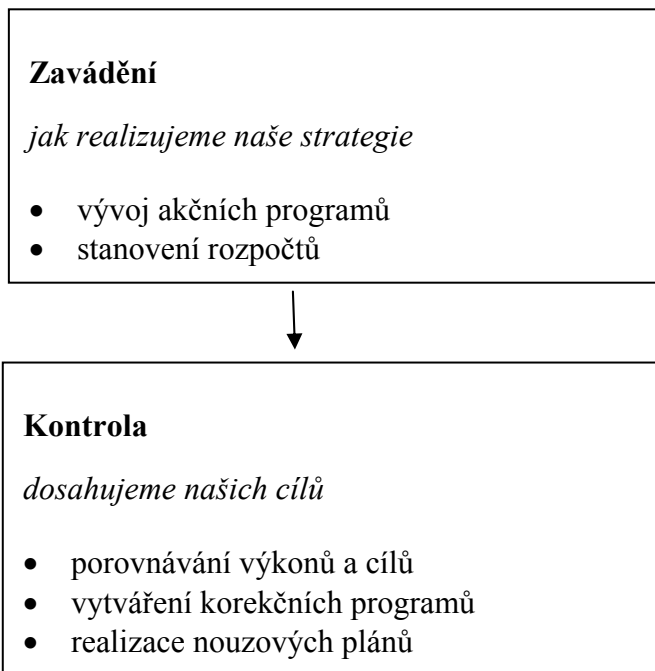 Zavádění
jak realizujeme naše strategie
• vývoj akčních programů
• stanovení rozpočtů
Kontrola
dosahujeme našich cílů
• porovnávání výkonů a cílů
• vytváření korekčních programů
• realizace nouzových plánů